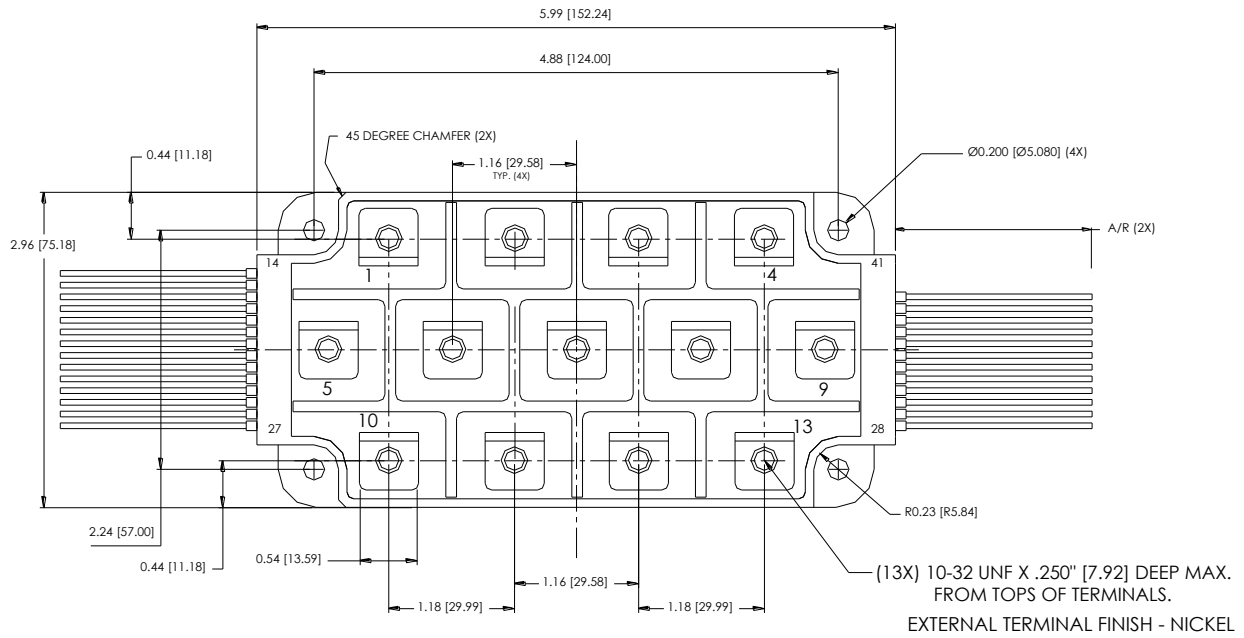 5.99 [152.24]
4.88 [124.00]
45 DEGREE CHAMFER (2X)
0.44 [11.18]
1.16 [29.58]
TYP. (4X)
Ø0.200 [Ø5.080] (4X)
2.96 [75.18]
A/R (2X)
14
41
1
4
5
9
10
13
27
28
R0.23 [R5.84]
2.24 [57.00]
0.44 [11.18]
0.54 [13.59]
1.16 [29.58]
1.18 [29.99]
1.18 [29.99]
(13X) 10-32 UNF X .250" [7.92] DEEP MAX.
FROM TOPS OF TERMINALS.
EXTERNAL TERMINAL FINISH - NICKEL